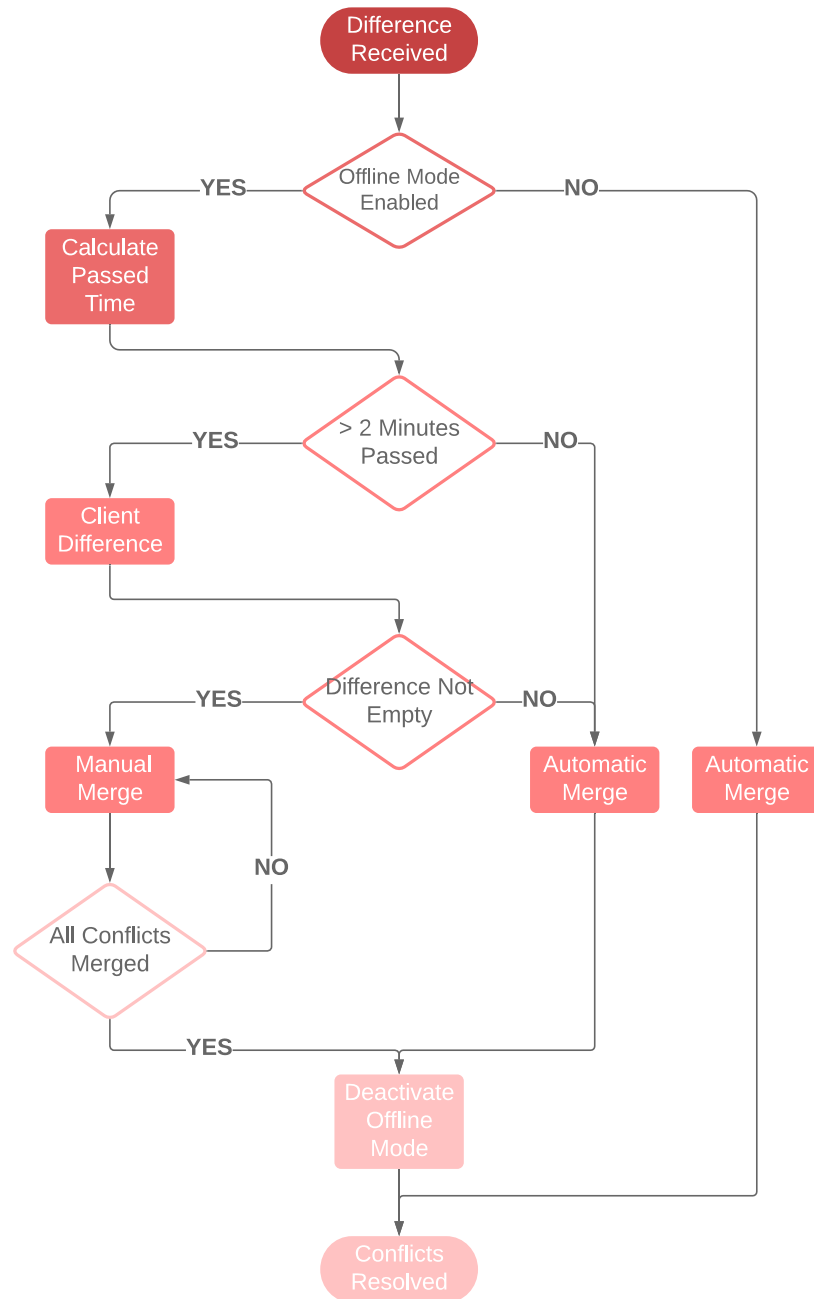 Difference
Received
Offline Mode
Enabled
YES
NO
Calculate
Passed
Time
> 2 Minutes
Passed
YES
NO
Client
Difference
Difference Not
Empty
YES
NO
Manual
Merge
Automatic
Merge
Automatic
Merge
NO
All Conflicts
Merged
YES
Deactivate
Offline
Mode
Conflicts
Resolved